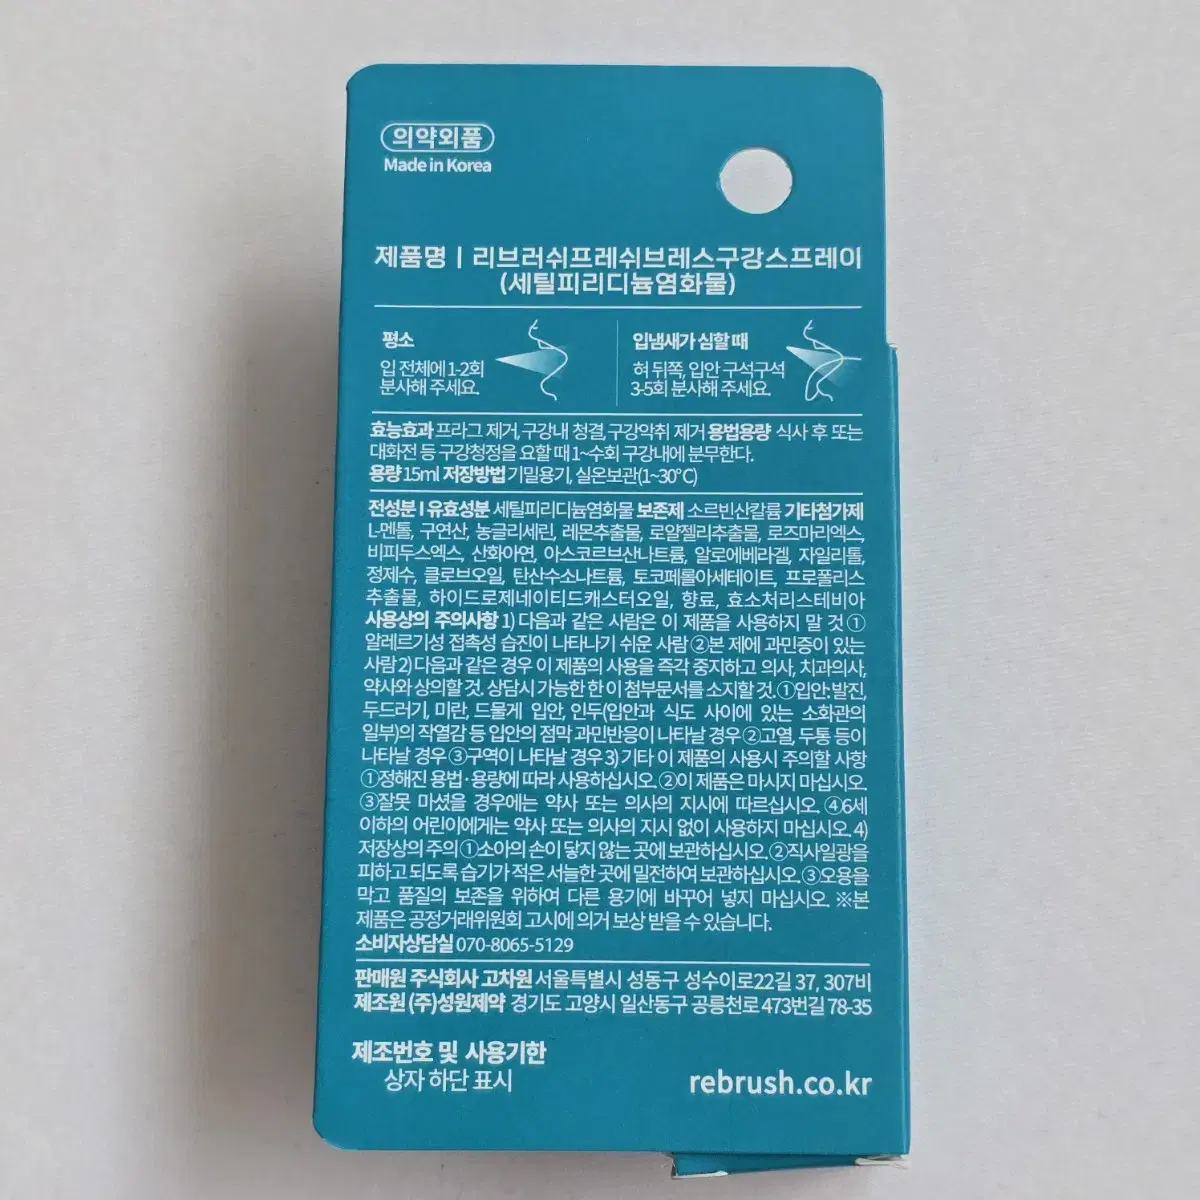 의약외품
Made in Korea
제품명 | 리브러쉬프레쉬브레스구강스프레이
(세틸피리디늄염화물)
평소
입 전체에 1-2회
분사해 주세요.
입냄새가 심할 때
혀 뒤쪽, 입안 구석구석
3-5회 분사해 주세요.
효능효과 프라그 제거, 구강내 청결, 구강악취 제거 용법용량 식사 후 또는
대화전 등 구강청정을 요할 때 1~수회 구강내에 분무한다.
용량 15ml 저장방법 기밀용기, 실온보관(1~30°C)
전성분 I 유효성분 세틸피리디늄염화물 보존제 소르빈산칼륨 기타첨가제
L-멘톨, 구연산, 농글리세린, 레몬추출물, 로얄젤리추출물, 로즈마리엑스,
비피두스엑스, 산화아연, 아스코르브산나트륨, 알로에베라겔, 자일리톨,
정제수, 클로브오일, 탄산수소나트륨, 토코페롤아세테이트, 프로폴리스
추출물, 하이드로제네이티드캐스터오일, 향료, 효소처리스테비아
사용상의 주의사항 1) 다음과 같은 사람은 이 제품을 사용하지 말 것 ①
알레르기성 접촉성 습진이 나타나기 쉬운 사람 ②본 제에 과민증이 있는
사람 2) 다음과 같은 경우 이 제품의 사용을 즉각 중지하고 의사, 치과의사,
약사와 상의할 것. 상담시 가능한 한 이 첨부문서를 소지할 것. ①입안: 발진,
두드러기, 미란, 드물게 입안, 인두(입안과 식도 사이에 있는 소화관의
일부)의 작열감 등 입안의 점막 과민반응이 나타날 경우 ②고열, 두통 등이
나타날 경우 ③구역이 나타날 경우 3) 기타 이 제품의 사용시 주의할 사항
①정해진 용법·용량에 따라 사용하십시오. ②이 제품은 마시지 마십시오.
③잘못 마셨을 경우에는 약사 또는 의사의 지시에 따르십시오. ④6세
이하의 어린이에게는 약사 또는 의사의 지시 없이 사용하지 마십시오. 4)
저장상의 주의 ①소아의 손이 닿지 않는 곳에 보관하십시오. ②직사일광을
피하고 되도록 습기가 적은 서늘한 곳에 밀전하여 보관하십시오. ③오용을
막고 품질의 보존을 위하여 다른 용기에 바꾸어 넣지 마십시오. ※본
제품은 공정거래위원회 고시에 의거 보상 받을 수 있습니다.
소비자상담실 070-8065-5129
판매원 주식회사 고차원 서울특별시 성동구 성수이로22길 37, 307비
제조원 (주)성원제약 경기도 고양시 일산동구 공릉천로 473번길 78-35
제조번호 및 사용기한
상자 하단 표시
rebrush.co.kr